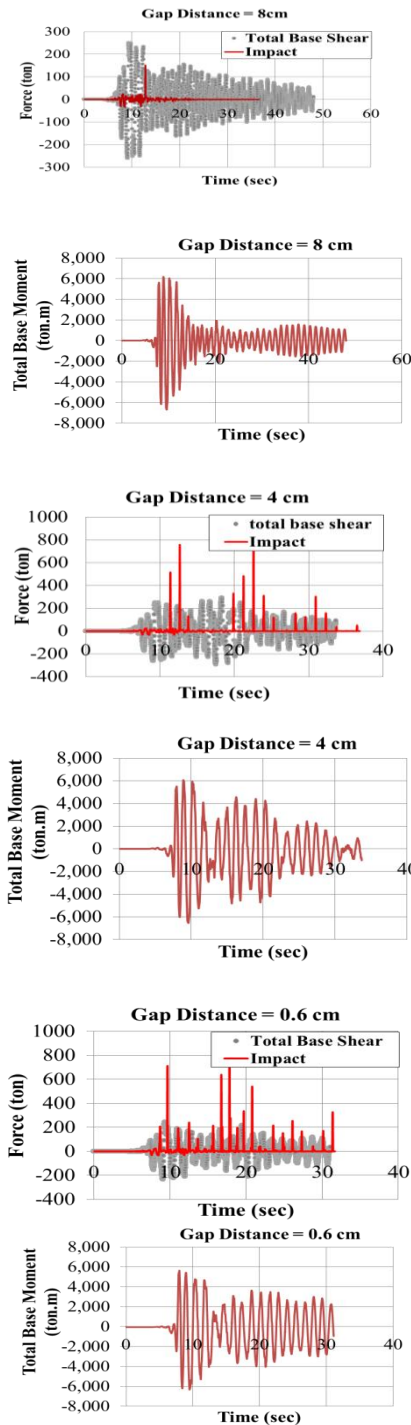 Gap Distance = 8cm
300
200
100
0
-100
-200
-300
Force (ton)
Total Base Shear
Impact
0 10 20 30 40 50 60
Time (sec)
Gap Distance = 8 cm
8,000
6,000
4,000
2,000
0
-2,000
-4,000
-6,000
-8,000
Total Base Moment
(ton.m)
0 20 40 60
Time (sec)
Gap Distance = 4 cm
1000
800
600
400
200
0
-200
-400
Force (ton)
total base shear
Impact
0 10 20 30 40
Time (sec)
Gap Distance = 4 cm
8,000
6,000
4,000
2,000
0
-2,000
-4,000
-6,000
-8,000
Total Base Moment
(ton.m)
0 10 20 30 40
Time (sec)
Gap Distance = 0.6 cm
1000
800
600
400
200
0
-200
-400
Force (ton)
Total Base Shear
Impact
0 10 20 30 40
Time (sec)
Gap Distance = 0.6 cm
8,000
6,000
4,000
2,000
0
-2,000
-4,000
-6,000
-8,000
Total Base Moment
(ton.m)
0 10 20 30 40
Time (sec)